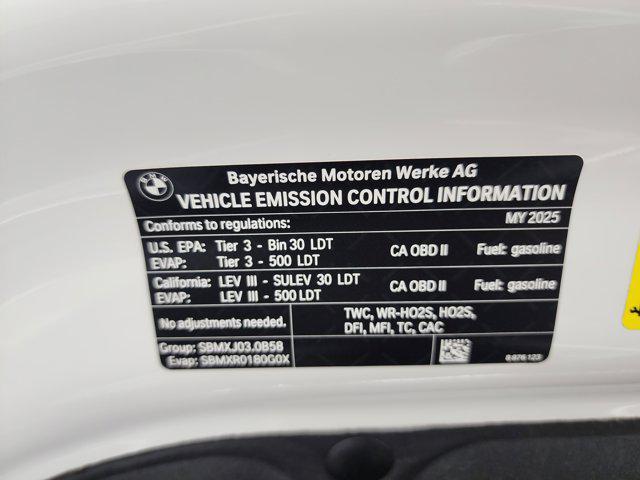 BMW
Bayerische Motoren Werke AG
VEHICLE EMISSION CONTROL INFORMATION
Conforms to regulations: MY 2025
U.S. EPA: Tier 3 - Bin 30 LDT CA OBD II Fuel: gasoline
EVAP: Tier 3 - 500 LDT
California: LEV III - SULEV 30 LDT CA OBD II Fuel: gasoline
EVAP: LEV III - 500 LDT
No adjustments needed. TWC, WR-HO2S, HO2S,
DFI, MFI, TC, CAC
Group: SBMXJ03.0B58
Evap: SBMXR0180G0X
8 876 123